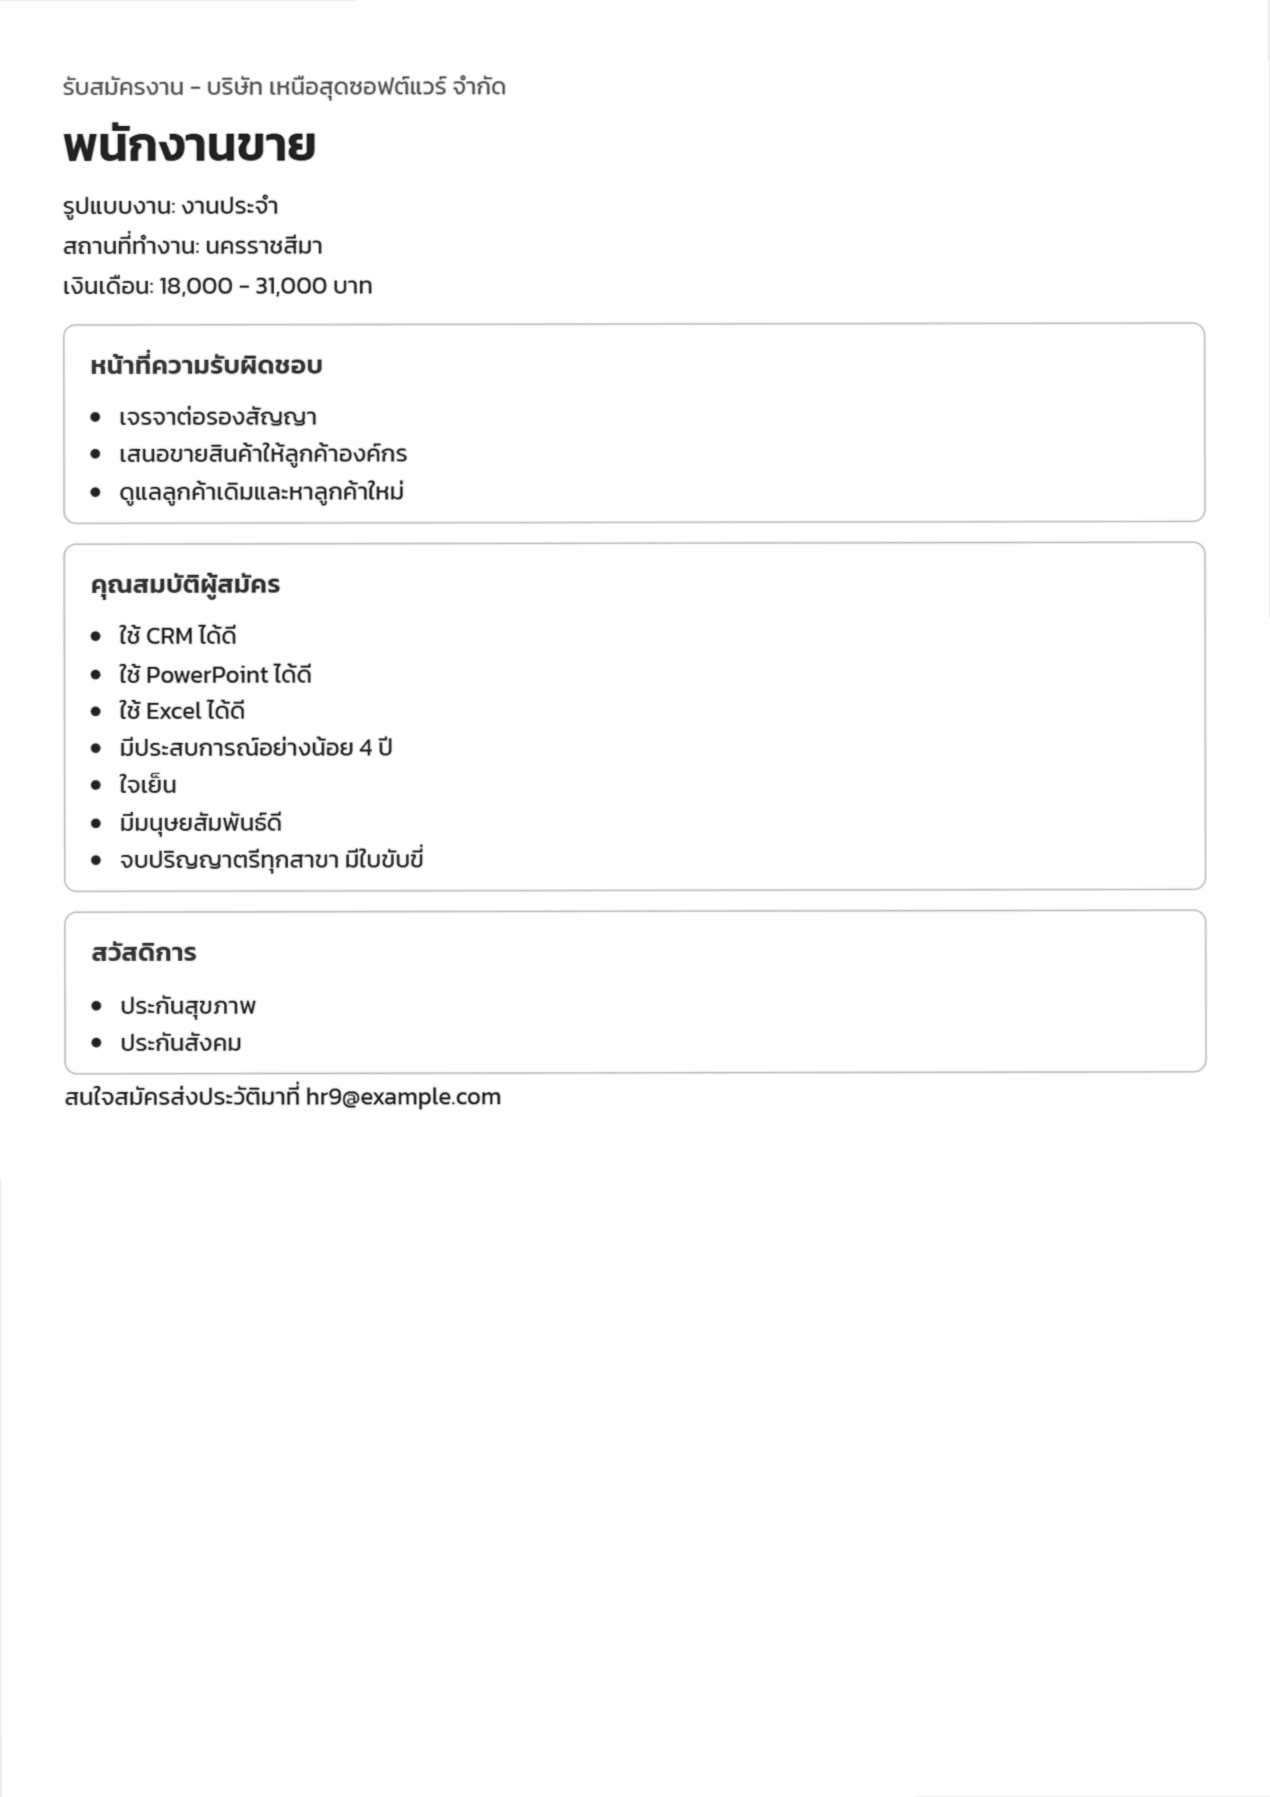 รับสมัครงาน - บริษัท เหนือสุดซอฟต์แวร์ จำกัด
พนักงานขาย
รูปแบบงาน: งานประจำ
สถานที่ทำงาน: นครราชสีมา
เงินเดือน: 18,000 - 31,000 บาท
หน้าที่ความรับผิดชอบ
• เจรจาต่อรองสัญญา
• เสนอขายสินค้าให้ลูกค้าองค์กร
• ดูแลลูกค้าเดิมและหาลูกค้าใหม่
คุณสมบัติผู้สมัคร
• ใช้ CRM ได้ดี
• ใช้ PowerPoint ได้ดี
• ใช้ Excel ได้ดี
• มีประสบการณ์อย่างน้อย 4 ปี
• ใจเย็น
• มีมนุษยสัมพันธ์ดี
• จบปริญญาตรีทุกสาขา มีใบขับขี่
สวัสดิการ
• ประกันสุขภาพ
• ประกันสังคม
สนใจสมัครส่งประวัติมาที่ hr9@example.com